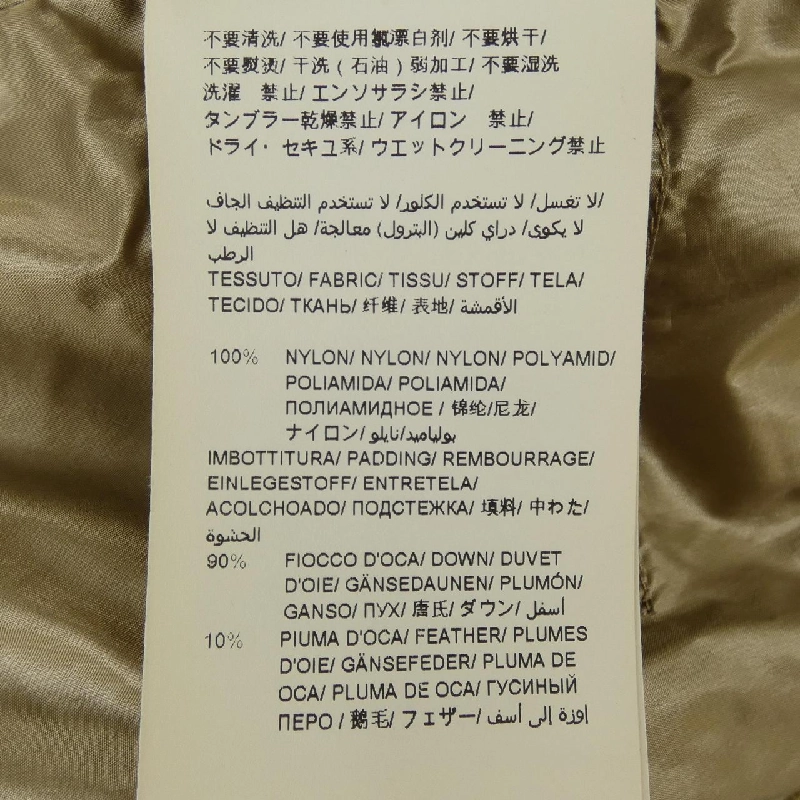 不要清洗/ 不要使用氯漂白剂/ 不要烘干/
不要熨烫/ 干洗（石油）弱加工/ 不要湿洗
洗濯　禁止/ エンソサラシ禁止/
タンブラー乾燥禁止/ アイロン　禁止/
ドライ・ セキユ系/ ウエットクリーニング禁止
لا تغسل/ لا تستخدم الكلور/ لا تستخدم التنظيف الجاف/
لا يكوى/ دراي كلين (البترول) معالجة/ هل التنظيف لا
الرطب
TESSUTO/ FABRIC/ TISSU/ STOFF/ TELA/
TECIDO/ ТКАНЬ/ 纤维/ 表地/ الأقمشة
100% NYLON/ NYLON/ NYLON/ POLYAMID/
POLIAMIDA/ POLIAMIDA/
ПОЛИАМИДНОЕ / 锦纶/尼龙/
ナイロン/ بولياميد/نايلو
IMBOTTITURA/ PADDING/ REMBOURRAGE/
EINLEGESTOFF/ ENTRETELA/
ACOLCHOADO/ ПОДСТЕЖКА/ 填料/ 中わた/
الحشوة
90% FIOCCO D'OCA/ DOWN/ DUVET
D'OIE/ GÄNSEDAUNEN/ PLUMÓN/
GANSO/ ПУХ/ 唐氏/ ダウン/ أسفل
10% PIUMA D'OCA/ FEATHER/ PLUMES
D'OIE/ GÄNSEFEDER/ PLUMA DE
OCA/ PLUMA DE OCA/ ГУСИНЫЙ
ПЕРО / 鹅毛/ フェザー/ اوزة إلى أسف